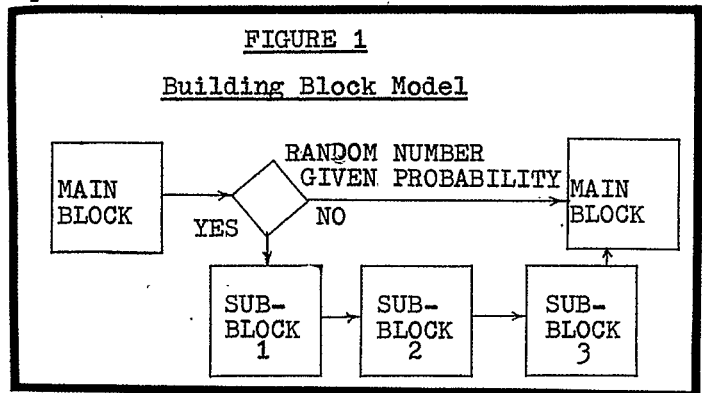 FIGURE 1
Building Block Model
RANDOM NUMBER
GIVEN PROBABILITY
MAIN
BLOCK
YES
NO
MAIN
BLOCK
SUB-
BLOCK
1
SUB-
BLOCK
2
SUB-
BLOCK
3